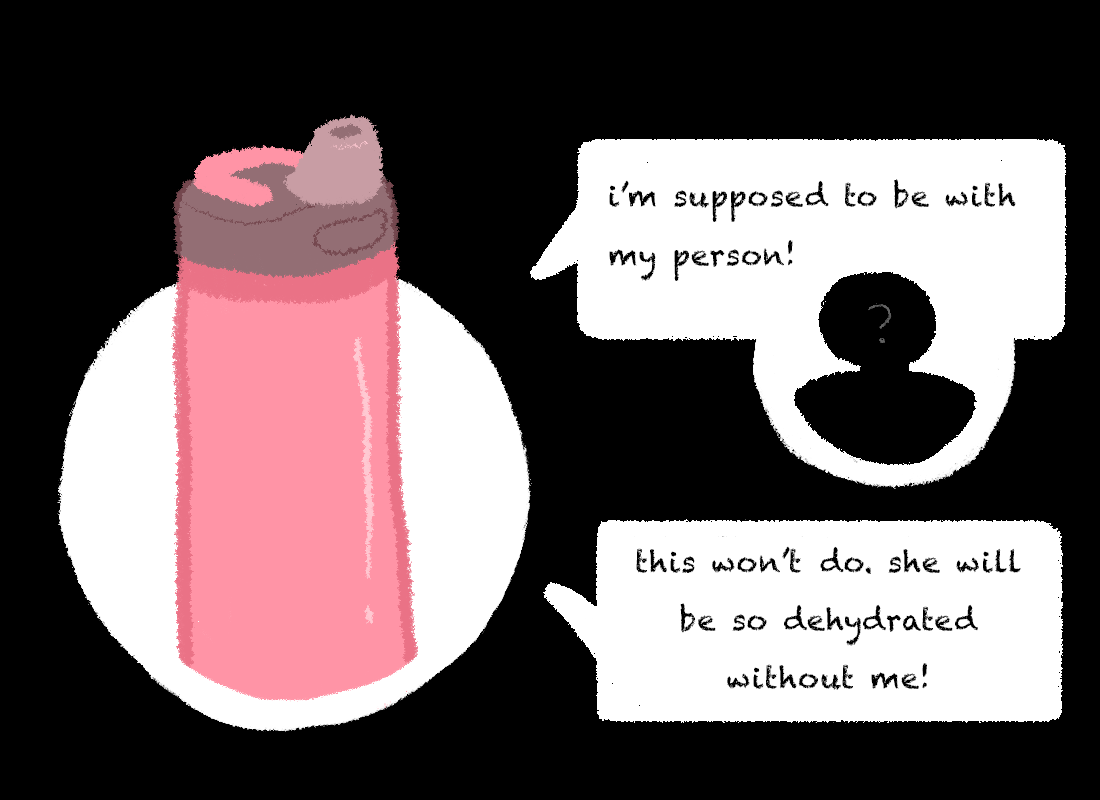 i'm supposed to be with
my person!
?
this won't do. she will
be so dehydrated
without me!